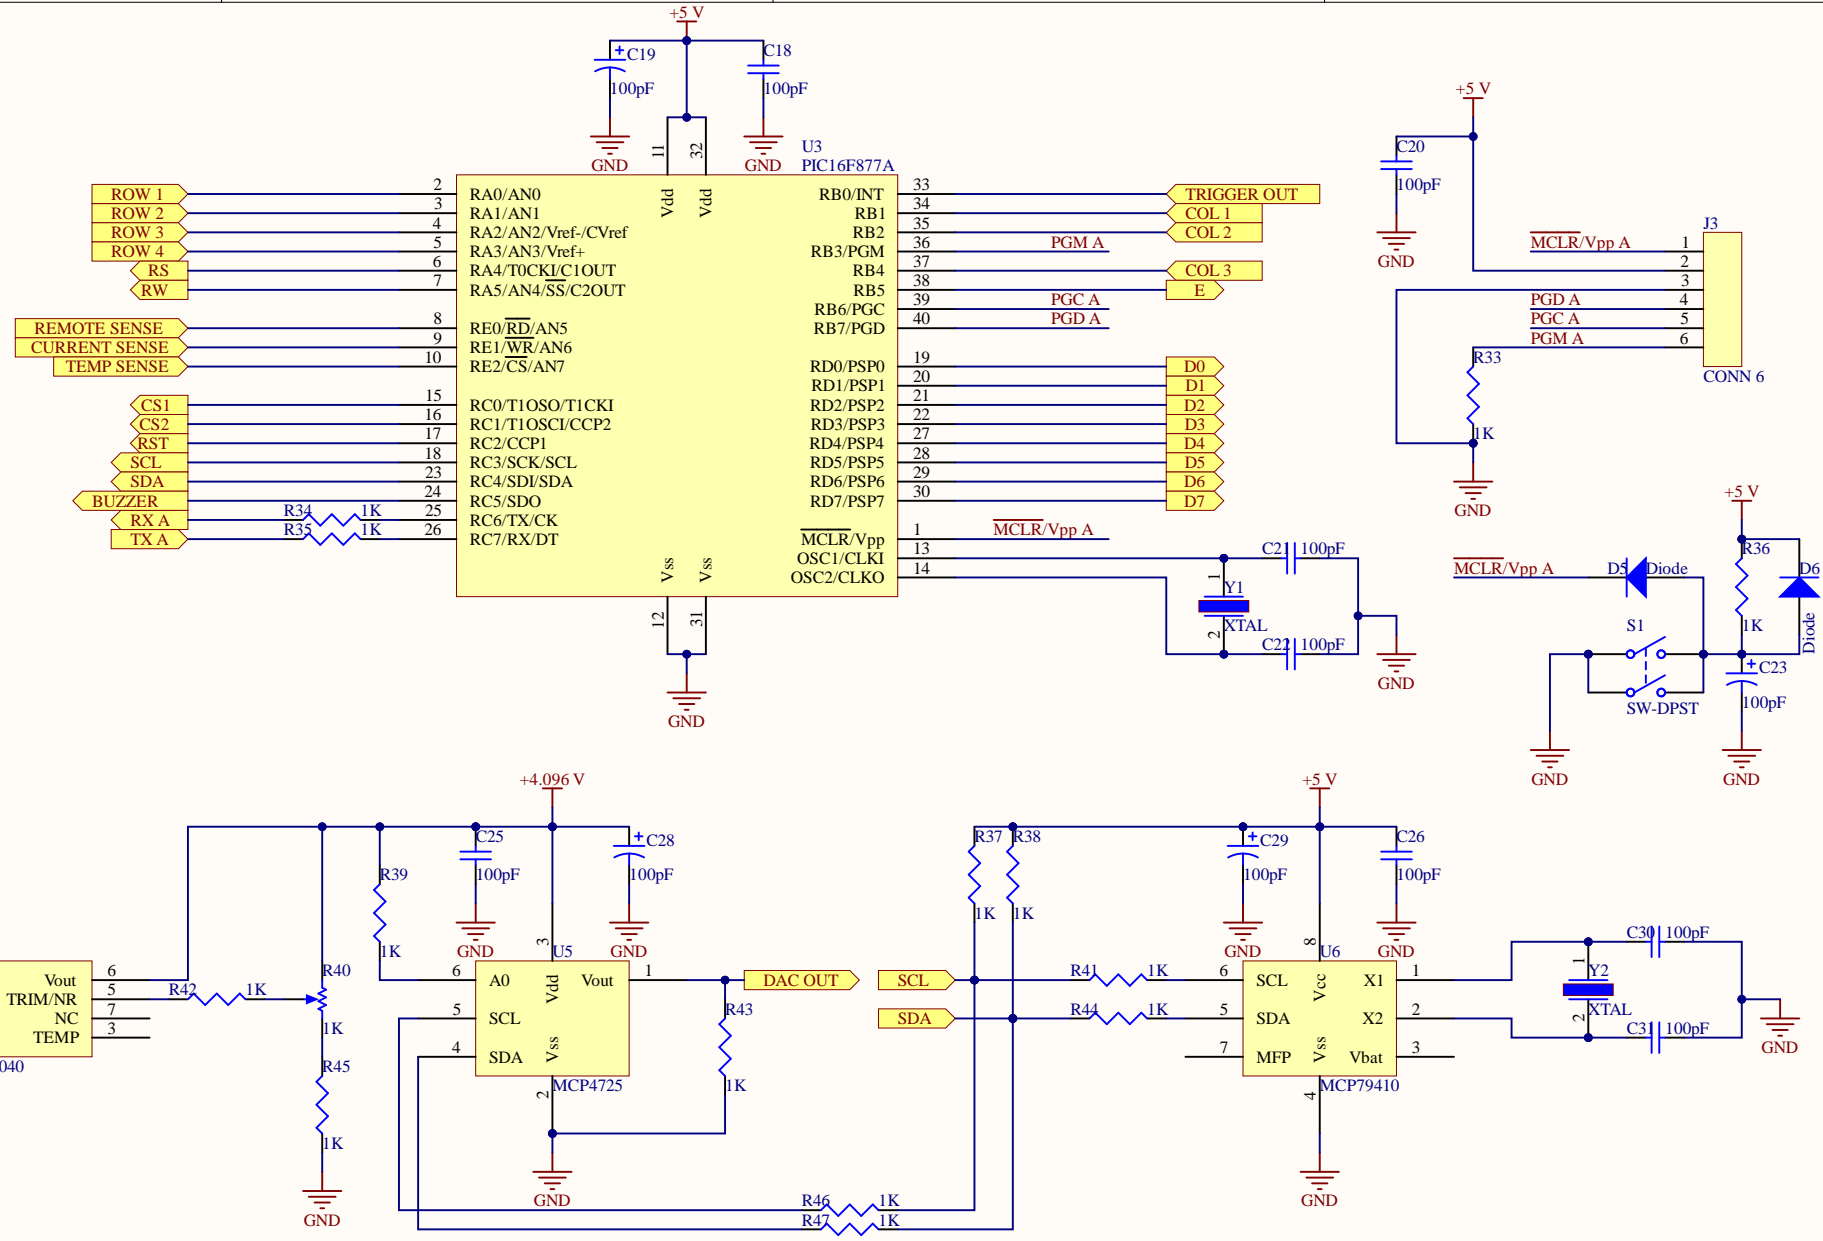 +5 V
+ C19
100pF
GND
C18
100pF
GND
11
32
U3
PIC16F877A
Vdd
Vdd
ROW 1
2
RA0/AN0
ROW 2
3
RA1/AN1
ROW 3
4
RA2/AN2/Vref-/CVref
ROW 4
5
RA3/AN3/Vref+
RS
6
RA4/T0CKI/C1OUT
RW
7
RA5/AN4/SS/C2OUT
REMOTE SENSE
8
RE0/RD/AN5
CURRENT SENSE
9
RE1/WR/AN6
TEMP SENSE
10
RE2/CS/AN7
CS1
15
RC0/T1OSO/T1CKI
CS2
16
RC1/T1OSCI/CCP2
RST
17
RC2/CCP1
SCL
18
RC3/SCK/SCL
SDA
23
RC4/SDI/SDA
BUZZER
24
RC5/SDO
RX A
R34
1K
25
RC6/TX/CK
TX A
R35
1K
26
RC7/RX/DT
RB0/INT
33
TRIGGER OUT
RB1
34
COL 1
RB2
35
COL 2
RB3/PGM
36
PGM A
RB4
37
COL 3
RB5
38
E
RB6/PGC
39
PGC A
RB7/PGD
40
PGD A
RD0/PSP0
19
D0
RD1/PSP1
20
D1
RD2/PSP2
21
D2
RD3/PSP3
22
D3
RD4/PSP4
27
D4
RD5/PSP5
28
D5
RD6/PSP6
29
D6
RD7/PSP7
30
D7
MCLR/Vpp
1
MCLR/Vpp A
OSC1/CLKI
13
OSC2/CLKO
14
Vss
Vss
12
31
GND
C21
100pF
1
Y1
XTAL
2
C22
100pF
GND
+5 V
C20
100pF
GND
J3
MCLR/Vpp A
1
2
3
PGD A
4
PGC A
5
PGM A
6
CONN 6
R33
1K
GND
+5 V
R36
1K
D6
Diode
MCLR/Vpp A
D5
Diode
S1
SW-DPST
GND
+ C23
100pF
GND
+4.096 V
C25
100pF
GND
+ C28
100pF
GND
R39
1K
3
U5
Vdd
6
A0
Vout
1
DAC OUT
5
SCL
4
SDA
Vss
MCP4725
2
GND
R43
1K
Vout
6
TRIM/NR
5
NC
7
TEMP
3
040
R42
1K
R40
1K
R45
1K
GND
R46
1K
R47
1K
+5 V
R37
1K
R38
1K
+ C29
100pF
GND
C26
100pF
GND
SCL
R41
1K
SDA
R44
1K
8
U6
Vcc
6
SCL
X1
1
5
SDA
X2
2
7
MFP
Vss
Vbat
3
MCP79410
4
GND
C30
100pF
1
Y2
XTAL
2
C31
100pF
GND